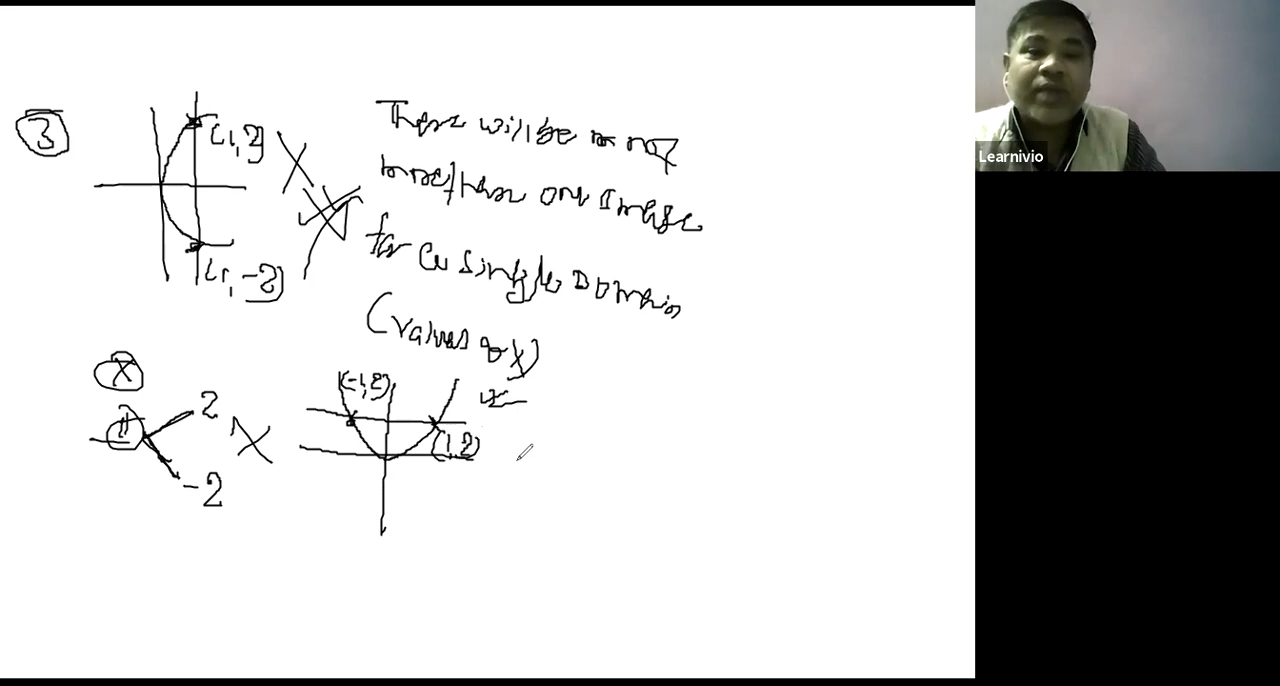 3
(1, 2)
(1, -2)
There will be not
more than one Image
for a single Domain
(Values of X)
X
1
2
-2
X
(-1, 2)
(1, 2)
Learnivio